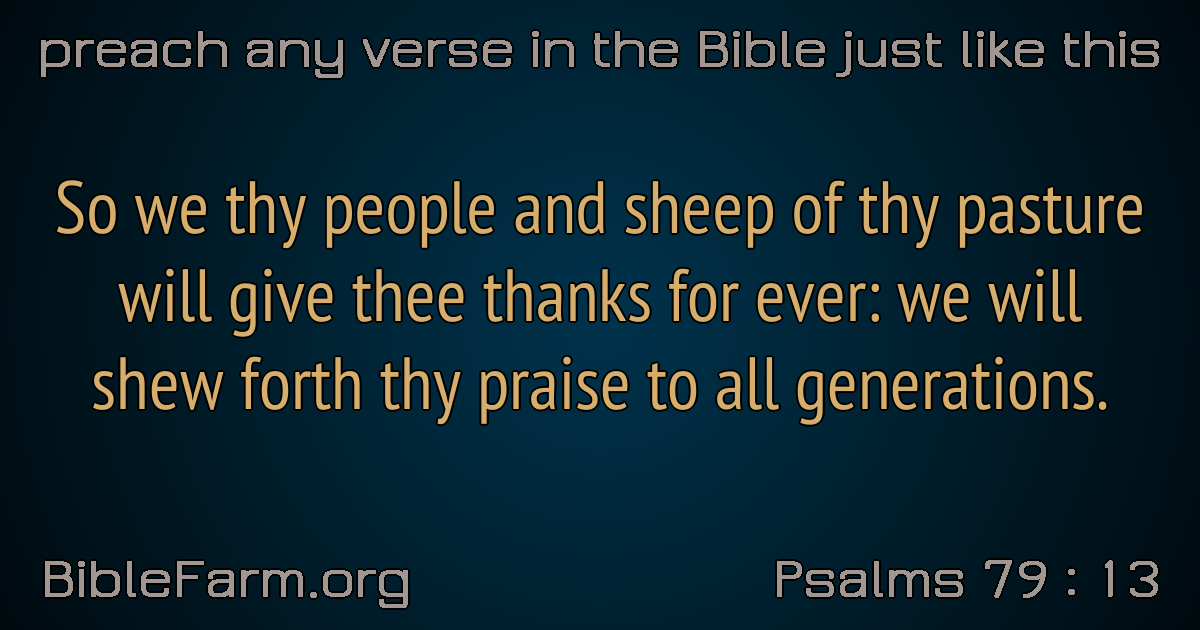 preach any verse in the Bible just like this
So we thy people and sheep of thy pasture
will give thee thanks for ever: we will
shew forth thy praise to all generations.
BibleFarm.org
Psalms 79 : 13